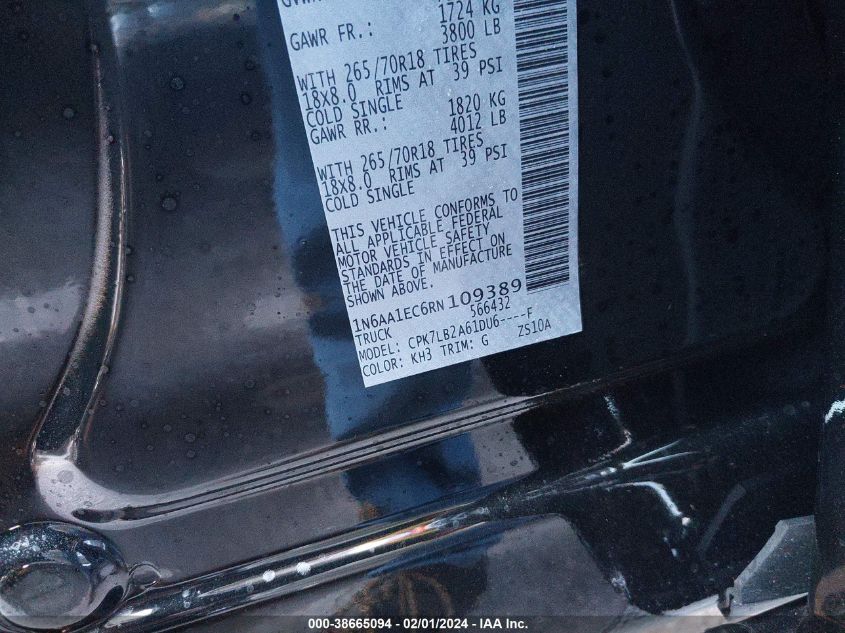 1724 KG
GAWR FR.: 3800 LB
WITH 265/70R18 TIRES
18X8.0 RIMS AT 39 PSI
COLD SINGLE
1820 KG
GAWR RR.: 4012 LB
WITH 265/70R18 TIRES
18X8.0 RIMS AT 39 PSI
COLD SINGLE
THIS VEHICLE CONFORMS TO
ALL APPLICABLE FEDERAL
MOTOR VEHICLE SAFETY
STANDARDS IN EFFECT ON
THE DATE OF MANUFACTURE
SHOWN ABOVE.
1N6AA1EC6RN109389
TRUCK 566432
MODEL: CPK7LB2A61DU6----F
COLOR: KH3 TRIM: G ZS10A
000-38665094 - 02/01/2024 - IAA Inc.